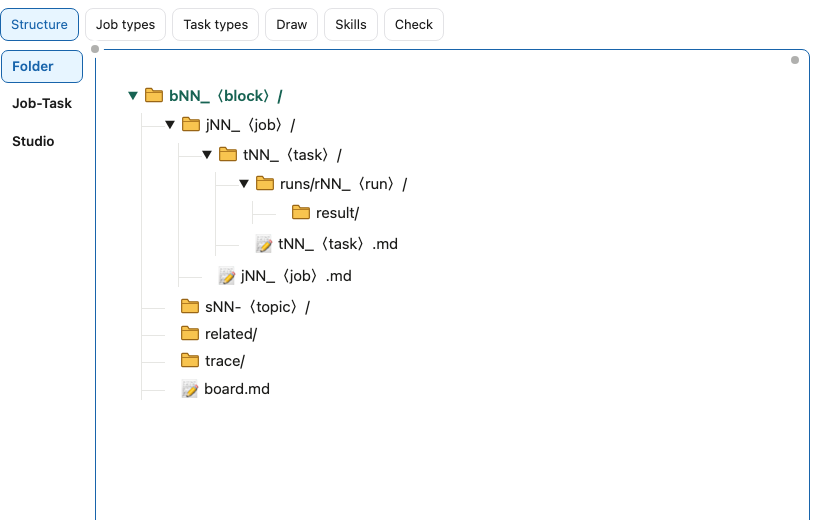 Structure Job types Task types Draw Skills Check
Folder
Job-Task
Studio
bNN_〈block〉/
jNN_〈job〉/
tNN_〈task〉/
runs/rNN_〈run〉/
result/
tNN_〈task〉.md
jNN_〈job〉.md
sNN-〈topic〉/
related/
trace/
board.md